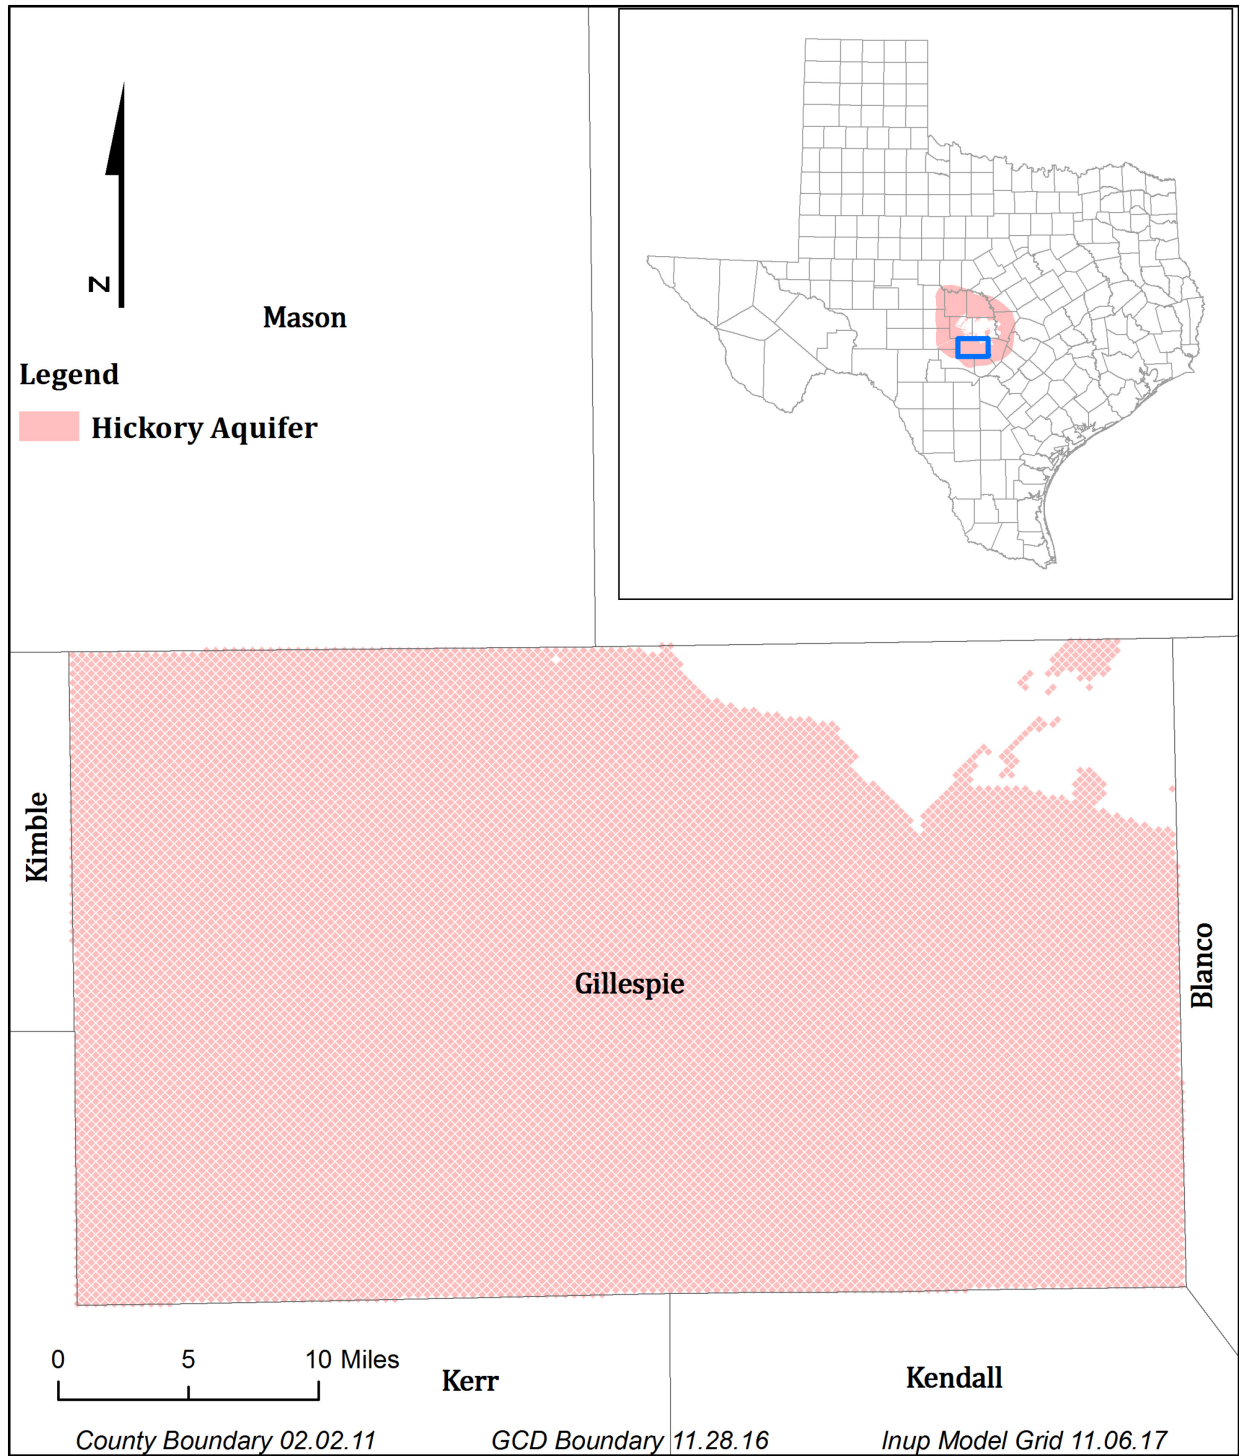 N
Mason
Legend
Hickory Aquifer
Kimble
Gillespie
Blanco
0 5 10 Miles
Kerr
Kendall
County Boundary 02.02.11 GCD Boundary 11.28.16 Inup Model Grid 11.06.17